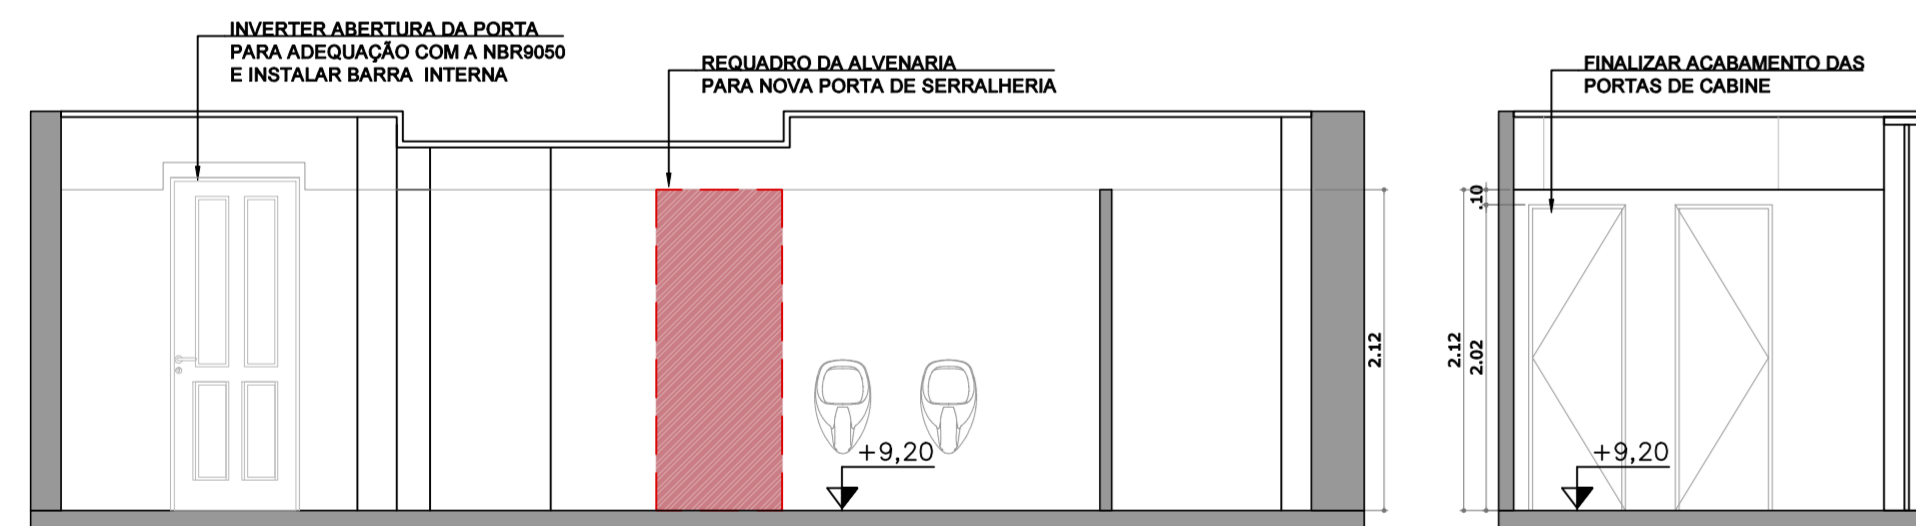 INVERTER ABERTURA DA PORTA
PARA ADEQUAÇÃO COM A NBR9050
E INSTALAR BARRA INTERNA
REQUADRO DA ALVENARIA
PARA NOVA PORTA DE SERRALHERIA
FINALIZAR ACABAMENTO DAS
PORTAS DE CABINE
2.12
+9,20
2.12
2.02
.10
+9,20